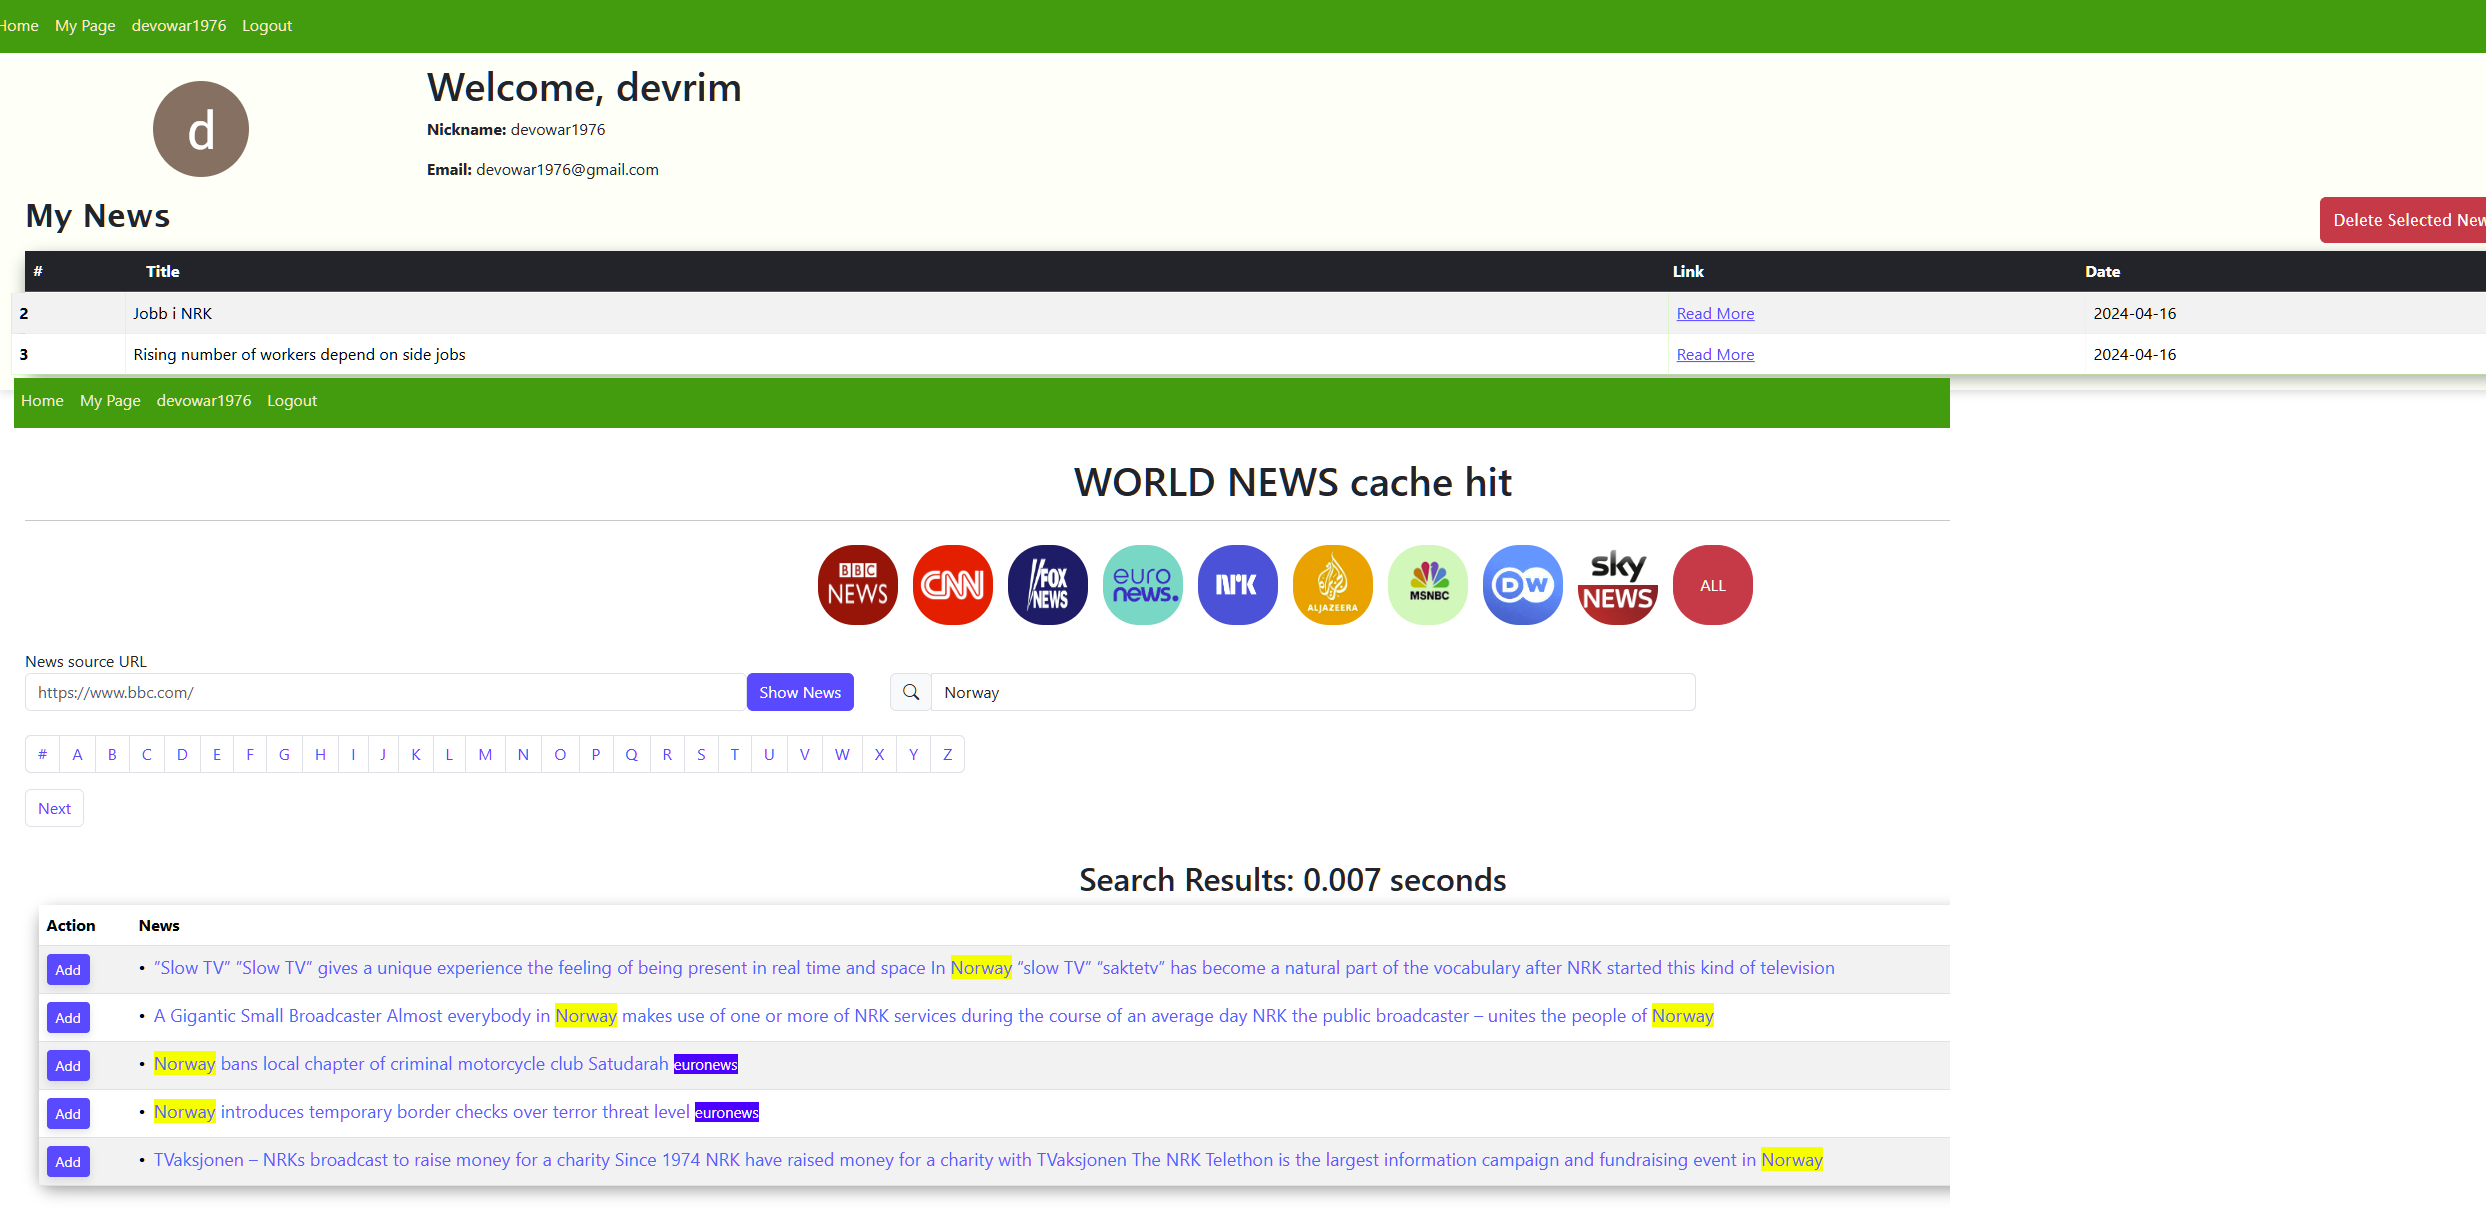 Home My Page devowar1976 Logout
d
Welcome, devrim
Nickname: devowar1976
Email: devowar1976@gmail.com
My News
Delete Selected New
# Title Link Date
2 Jobb i NRK Read More 2024-04-16
3 Rising number of workers depend on side jobs Read More 2024-04-16
Home My Page devowar1976 Logout
WORLD NEWS cache hit
BBC NEWS CNN FOX NEWS euro news. NRK ALJAZEERA MSNBC DW sky NEWS ALL
News source URL
https://www.bbc.com/ Show News Norway
# A B C D E F G H I J K L M N O P Q R S T U V W X Y Z
Next
Search Results: 0.007 seconds
Action News
Add • “Slow TV” “Slow TV” gives a unique experience the feeling of being present in real time and space In Norway “slow TV” “saktetv” has become a natural part of the vocabulary after NRK started this kind of television
Add • A Gigantic Small Broadcaster Almost everybody in Norway makes use of one or more of NRK services during the course of an average day NRK the public broadcaster – unites the people of Norway
Add • Norway bans local chapter of criminal motorcycle club Satudarah euronews
Add • Norway introduces temporary border checks over terror threat level euronews
Add • TVaksjonen – NRKs broadcast to raise money for a charity Since 1974 NRK have raised money for a charity with TVaksjonen The NRK Telethon is the largest information campaign and fundraising event in Norway